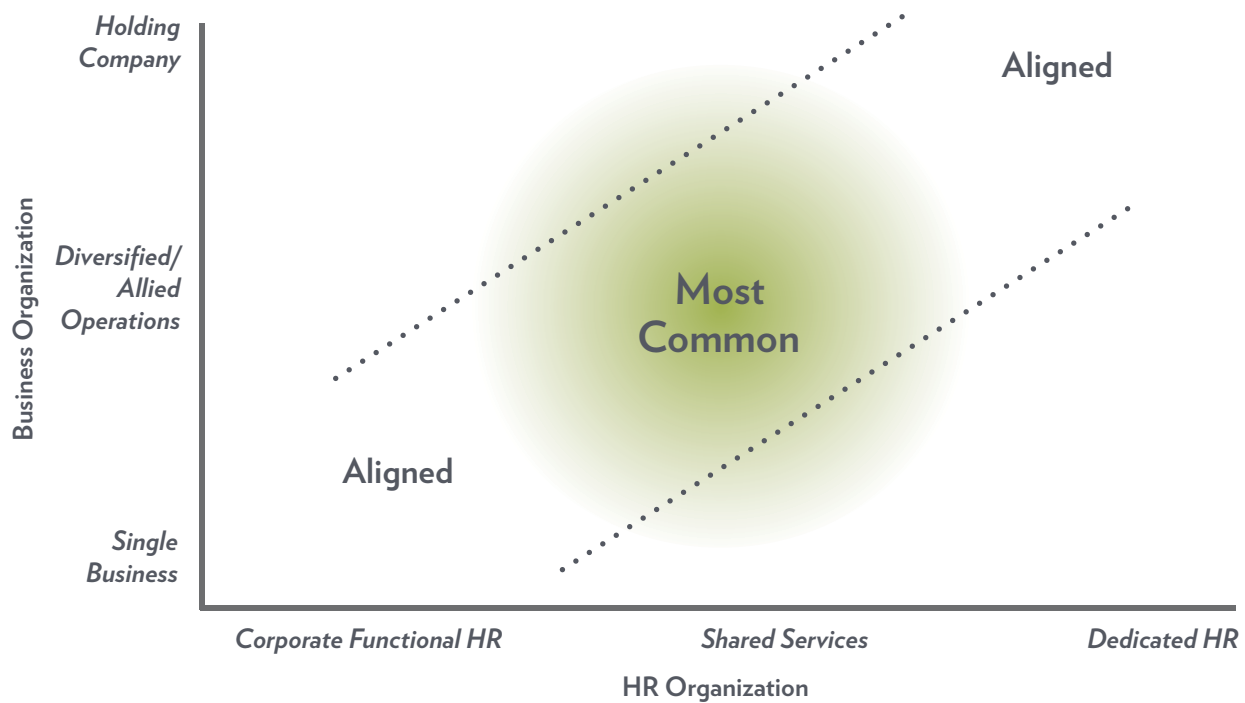 Holding
Company
Aligned
Business Organization
Diversified/
Allied
Operations
Most
Common
Aligned
Single
Business
Corporate Functional HR
Shared Services
Dedicated HR
HR Organization